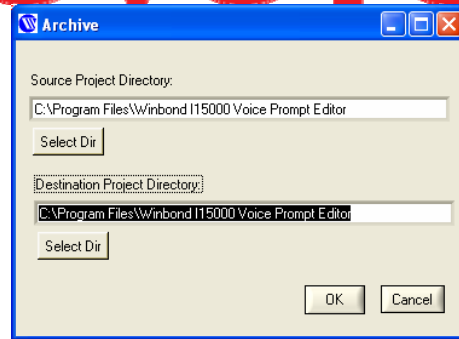 Archive
Source Project Directory:
C:\Program Files\Winbond I15000 Voice Prompt Editor
Select Dir
Destination Project Directory:
C:\Program Files\Winbond I15000 Voice Prompt Editor
Select Dir
OK Cancel